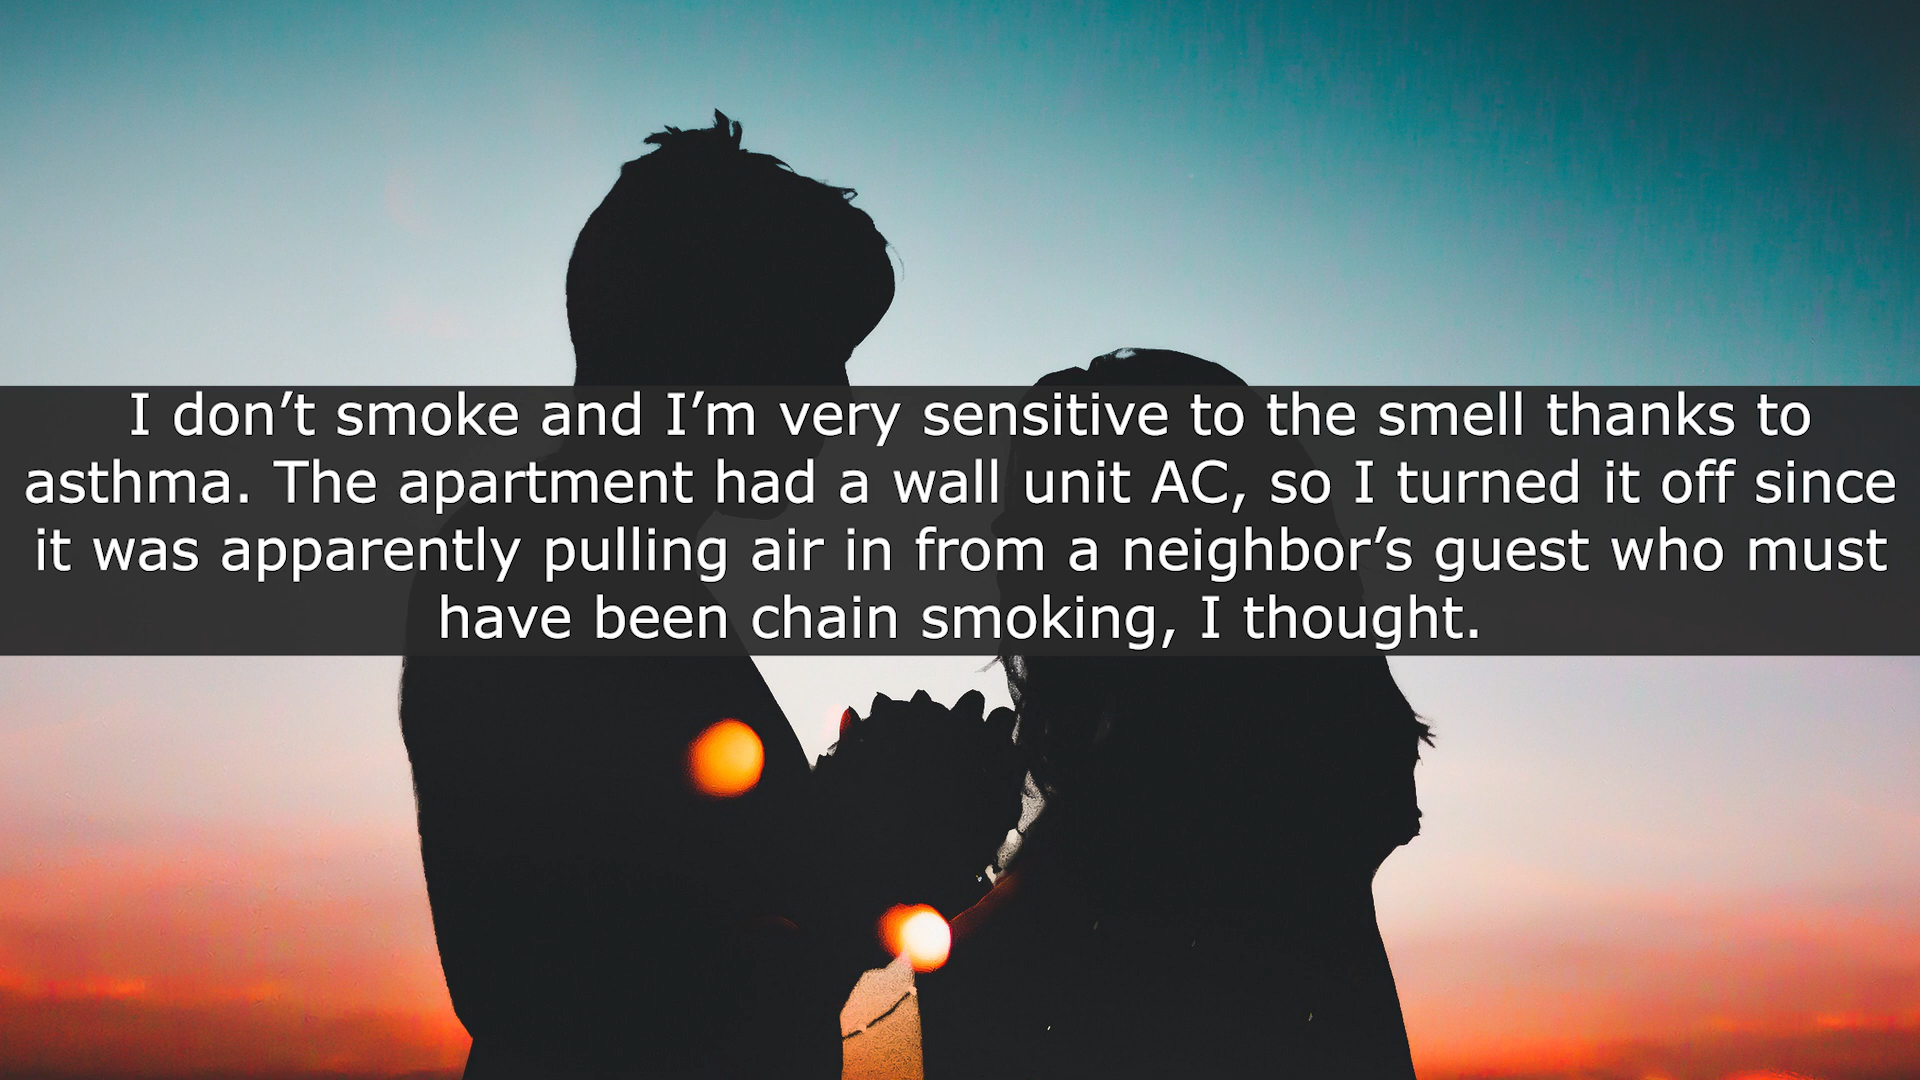 I don’t smoke and I’m very sensitive to the smell thanks to
asthma. The apartment had a wall unit AC, so I turned it off since
it was apparently pulling air in from a neighbor’s guest who must
have been chain smoking, I thought.